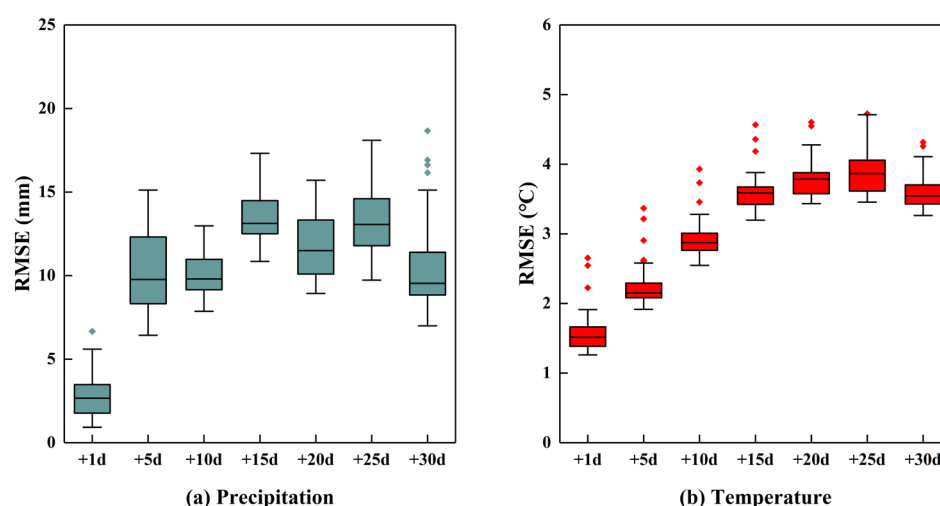 25
20
15
10
5
0
RMSE (mm)
+1d +5d +10d +15d +20d +25d +30d
(a) Precipitation
6
5
4
3
2
1
0
RMSE (℃)
+1d +5d +10d +15d +20d +25d +30d
(b) Temperature